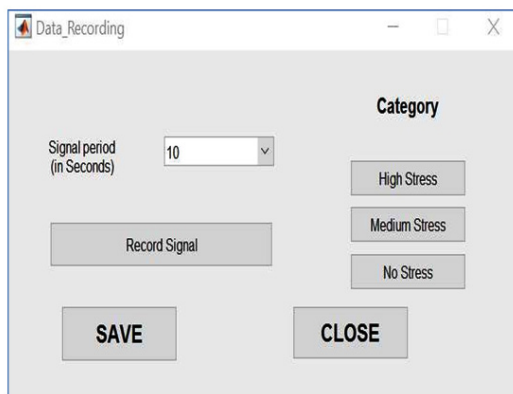 Data_Recording
Category
Signal period
(in Seconds)
10
High Stress
Medium Stress
Record Signal
No Stress
SAVE
CLOSE